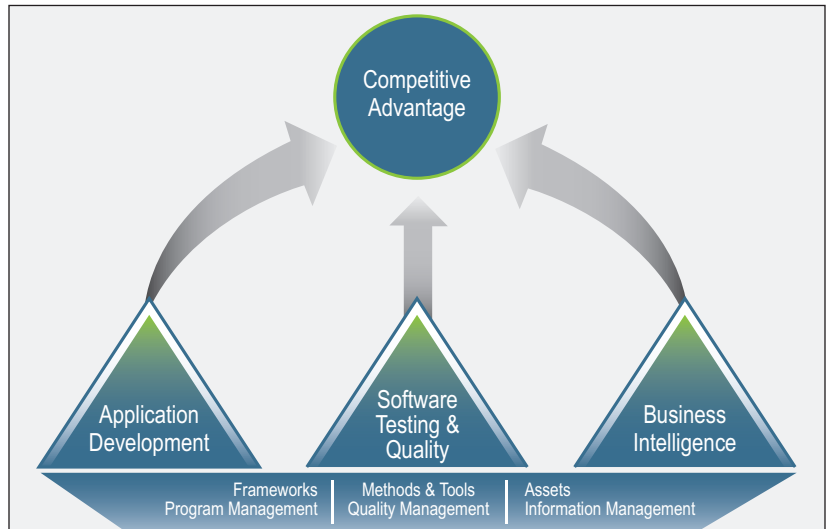 Competitive
Advantage
Application
Development
Software
Testing &
Quality
Business
Intelligence
Frameworks
Program Management
Methods & Tools
Quality Management
Assets
Information Management